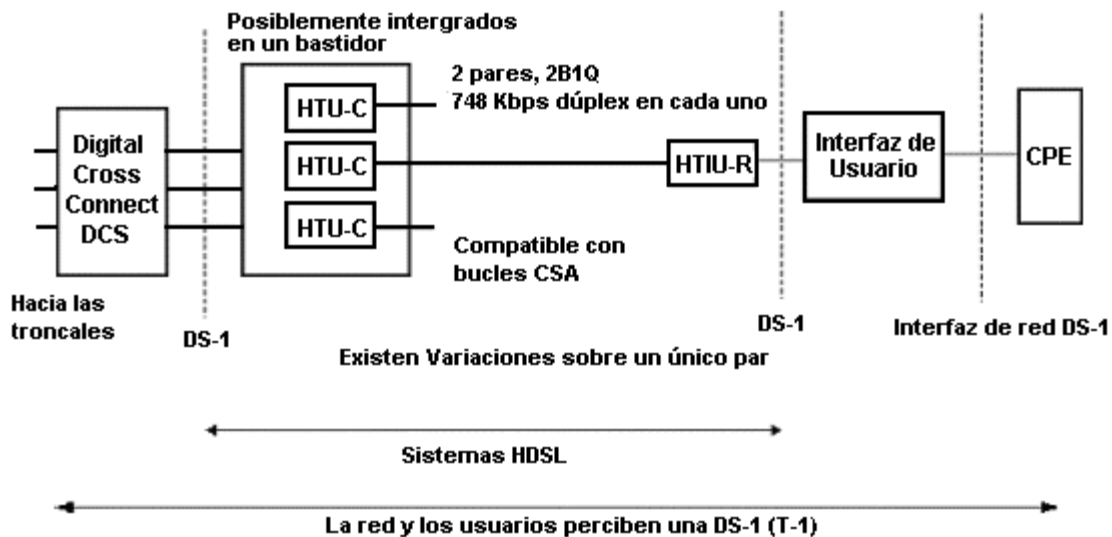 Posiblemente intergrados
en un bastidor
2 pares, 2B1Q
748 Kbps dúplex en cada uno
HTU-C
HTU-C
HTU-C
Digital
Cross
Connect
DCS
HTIU-R
Interfaz de
Usuario
CPE
Compatible con
bucles CSA
Hacia las
troncales
DS-1
DS-1
Interfaz de red DS-1
Existen Variaciones sobre un único par
Sistemas HDSL
La red y los usuarios perciben una DS-1 (T-1)